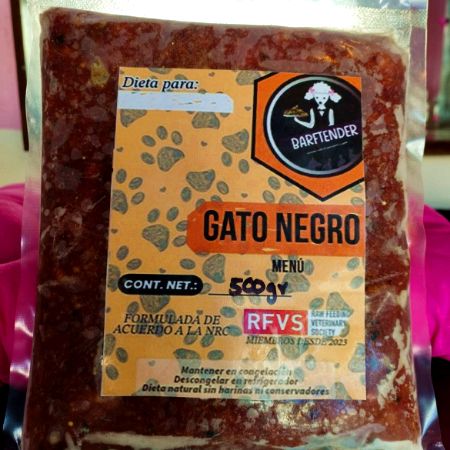 Dieta para:
BARFTENDER
GATO NEGRO
MENÚ
CONT. NET.: 500gr
FORMULADA DE
ACUERDO A LA NRC
RFVS RAW FEEDING
VETERINARY
SOCIETY
MIEMBROS DESDE 2023
Mantener en congelación
Descongelar en refrigerador
Dieta natural sin harinas ni conservadores